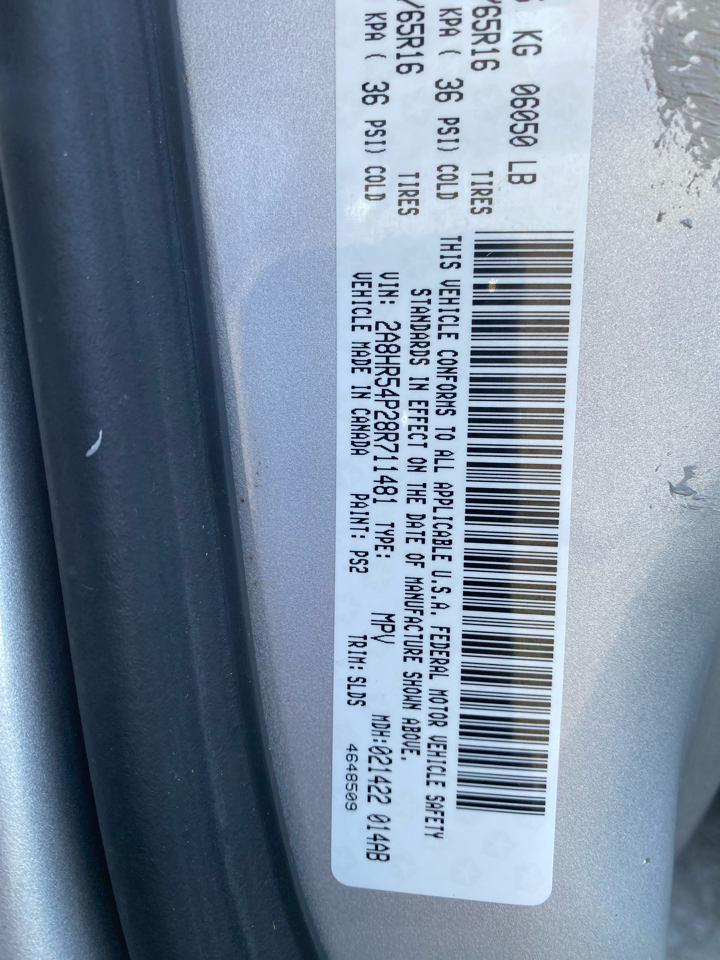 5 KG 06050 LB
/65R16 TIRES
KPA ( 36 PSI) COLD
/65R16 TIRES
KPA ( 36 PSI) COLD
THIS VEHICLE CONFORMS TO ALL APPLICABLE U.S.A. FEDERAL MOTOR VEHICLE SAFETY
STANDARDS IN EFFECT ON THE DATE OF MANUFACTURE SHOWN ABOVE.
VIN: 2A8HR54P28R711481 TYPE: MPV MDH:021422 014AB
VEHICLE MADE IN CANADA PAINT: PS2 TRIM: SLDS
4648509